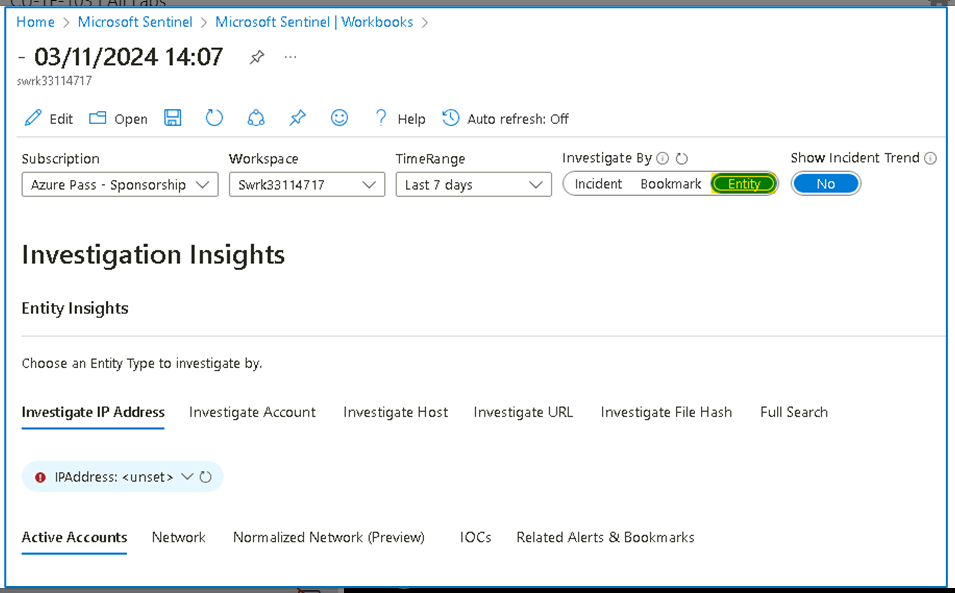 Home > Microsoft Sentinel > Microsoft Sentinel | Workbooks >
- 03/11/2024 14:07 ...
swrk33114717
Edit Open ? Help Auto refresh: Off
Subscription Workspace TimeRange Investigate By Show Incident Trend
Azure Pass - Sponsorship Swrk33114717 Last 7 days Incident Bookmark Entity No
Investigation Insights
Entity Insights
Choose an Entity Type to investigate by.
Investigate IP Address Investigate Account Investigate Host Investigate URL Investigate File Hash Full Search
IPAddress: <unset>
Active Accounts Network Normalized Network (Preview) IOCs Related Alerts & Bookmarks